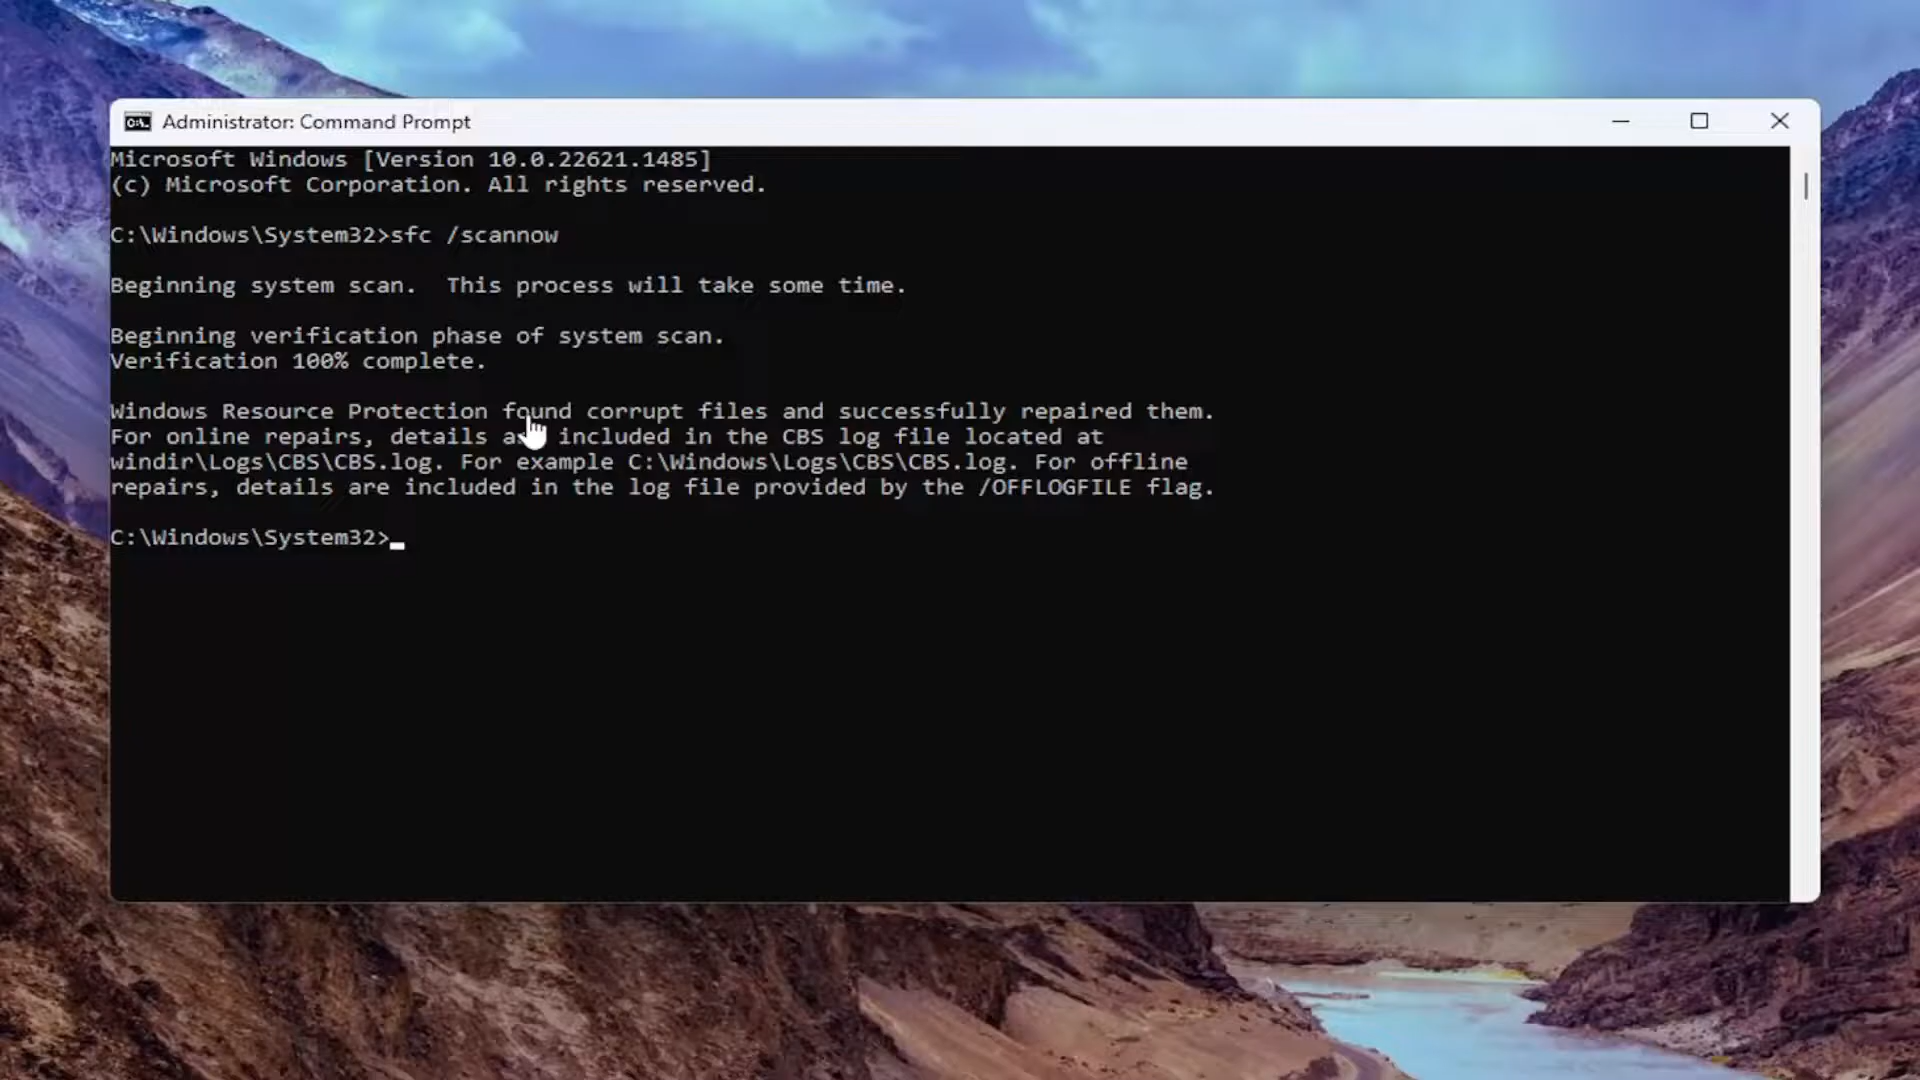 Administrator: Command Prompt
Microsoft Windows [Version 10.0.22621.1485]
(c) Microsoft Corporation. All rights reserved.
C:\Windows\System32>sfc /scannow
Beginning system scan.  This process will take some time.
Beginning verification phase of system scan.
Verification 100% complete.
Windows Resource Protection found corrupt files and successfully repaired them.
For online repairs, details included in the CBS log file located at
windir\Logs\CBS\CBS.log. For example C:\Windows\Logs\CBS\CBS.log. For offline
repairs, details are included in the log file provided by the /OFFLOGFILE flag.
C:\Windows\System32>